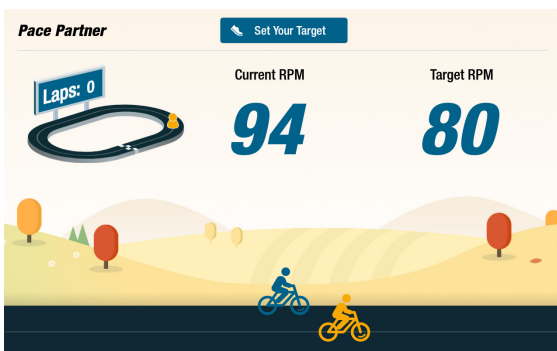 Pace Partner
Set Your Target
Laps: 0
Current RPM
Target RPM
94
80